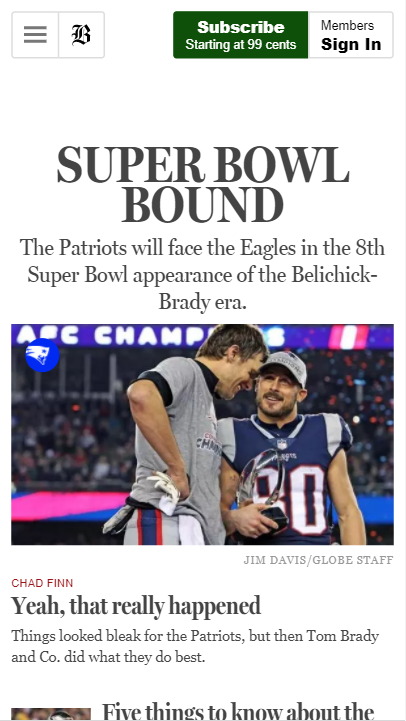 B
Subscribe
Starting at 99 cents
Members
Sign In
SUPER BOWL
BOUND
The Patriots will face the Eagles in the 8th
Super Bowl appearance of the Belichick-
Brady era.
AFC CHAMP
80
JIM DAVIS/GLOBE STAFF
CHAD FINN
Yeah, that really happened
Things looked bleak for the Patriots, but then Tom Brady
and Co. did what they do best.
Five things to know about the